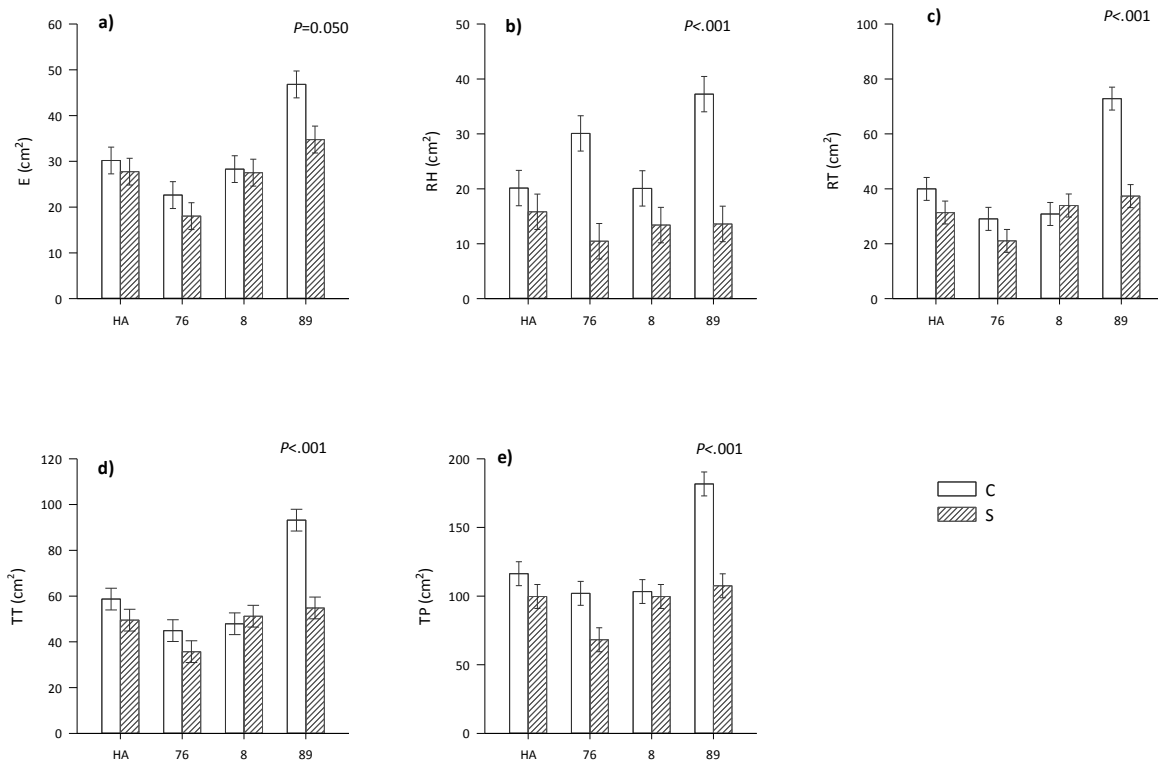 a)
P=0.050
60
50
40
30
20
10
0
E (cm²)
HA 76 8 89
b)
P<.001
50
40
30
20
10
0
RH (cm²)
HA 76 8 89
c)
P<.001
100
80
60
40
20
0
RT (cm²)
HA 76 8 89
d)
P<.001
120
100
80
60
40
20
0
TT (cm²)
HA 76 8 89
e)
P<.001
200
150
100
50
0
TP (cm²)
HA 76 8 89
C
S